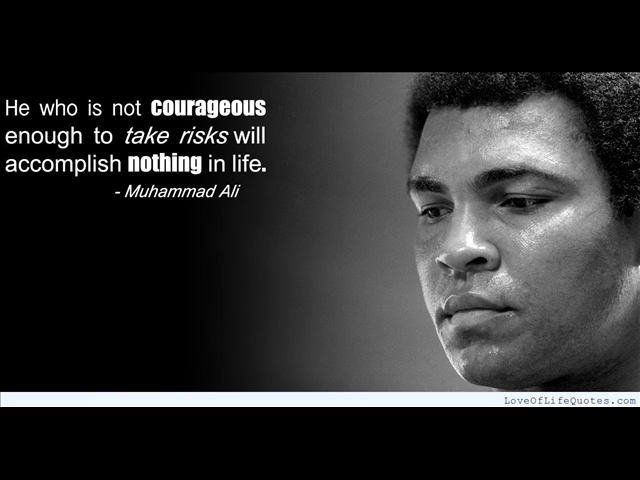 He who is not courageous
enough to take risks will
accomplish nothing in life.
- Muhammad Ali
LoveOfLifeQuotes.com